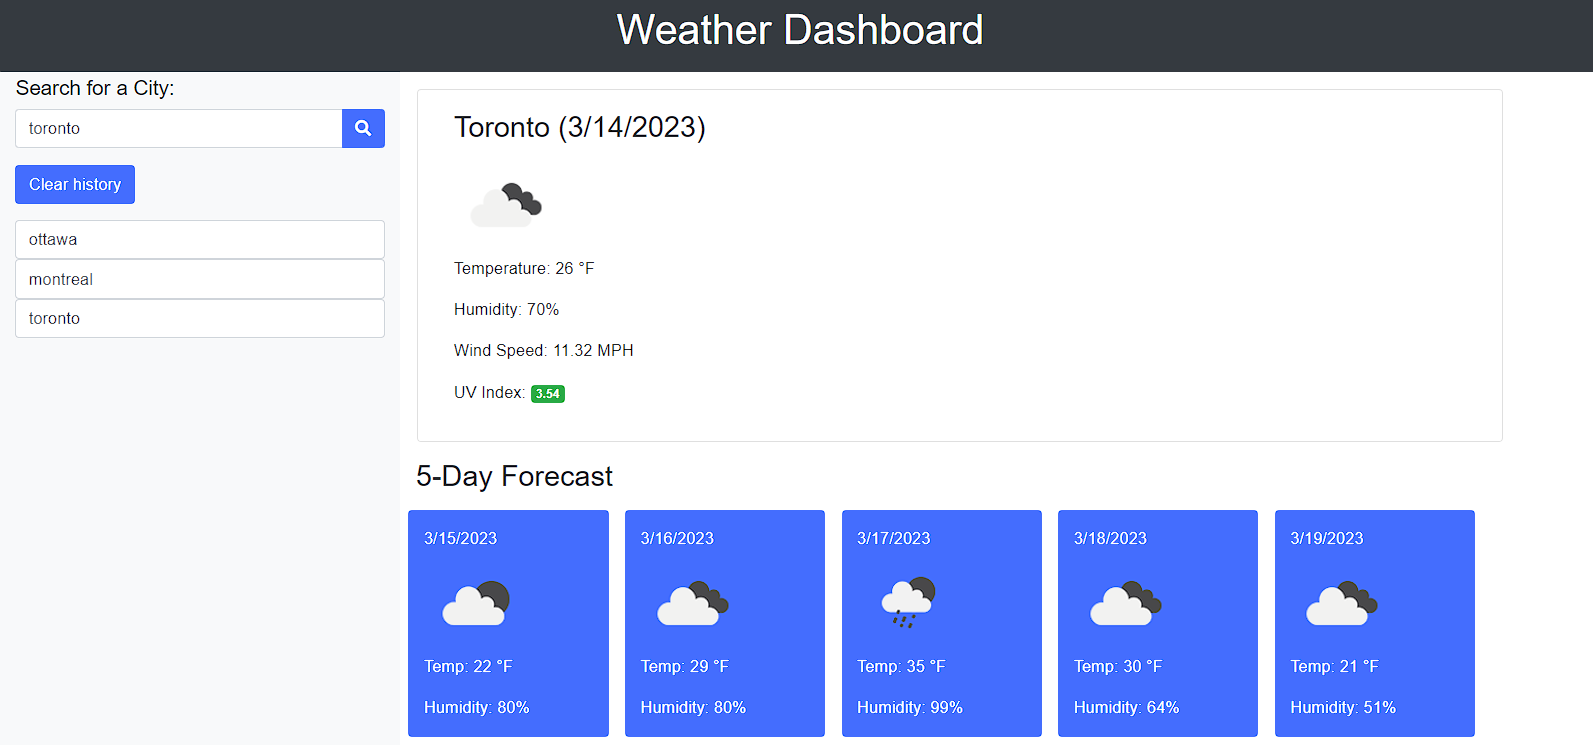 Weather Dashboard
Search for a City:
toronto
Clear history
ottawa
montreal
toronto
Toronto (3/14/2023)
Temperature: 26 °F
Humidity: 70%
Wind Speed: 11.32 MPH
UV Index: 3.54
5-Day Forecast
3/15/2023
Temp: 22 °F
Humidity: 80%
3/16/2023
Temp: 29 °F
Humidity: 80%
3/17/2023
Temp: 35 °F
Humidity: 99%
3/18/2023
Temp: 30 °F
Humidity: 64%
3/19/2023
Temp: 21 °F
Humidity: 51%